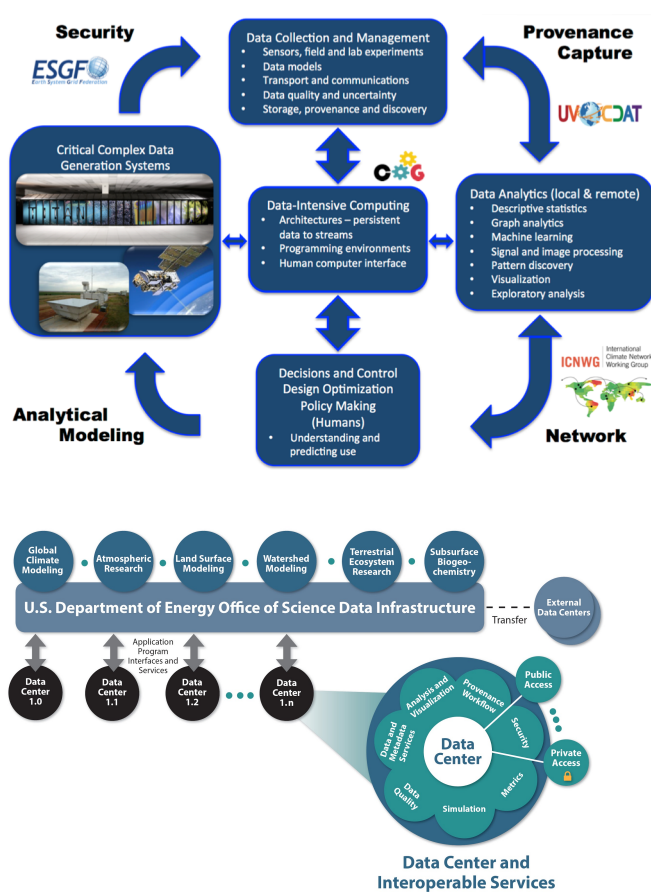 Security
ESGF
Earth System Grid Federation
Data Collection and Management
• Sensors, field and lab experiments
• Data models
• Transport and communications
• Data quality and uncertainty
• Storage, provenance and discovery
Provenance
Capture
UV CDAT
Critical Complex Data
Generation Systems
COG
Data-Intensive Computing
• Architectures – persistent
data to streams
• Programming environments
• Human computer interface
Data Analytics (local & remote)
• Descriptive statistics
• Graph analytics
• Machine learning
• Signal and image processing
• Pattern discovery
• Visualization
• Exploratory analysis
Decisions and Control
Design Optimization
Policy Making
(Humans)
• Understanding and
predicting use
ICNWG
International
Climate Network
Working Group
Analytical
Modeling
Network
Global
Climate
Modeling
Atmospheric
Research
Land Surface
Modeling
Watershed
Modeling
Terrestrial
Ecosystem
Research
Subsurface
Biogeo-
chemistry
U.S. Department of Energy Office of Science Data Infrastructure
Transfer
External
Data Centers
Application
Program
Interfaces and
Services
Data
Center
1.0
Data
Center
1.1
Data
Center
1.2
Data
Center
1.n
Analysis and
Visualization
Provenance
Workflow
Public
Access
Data and
Metadata
Services
Data
Center
Security
Private
Access
Data
Quality
Simulation
Metrics
Data Center and
Interoperable Services